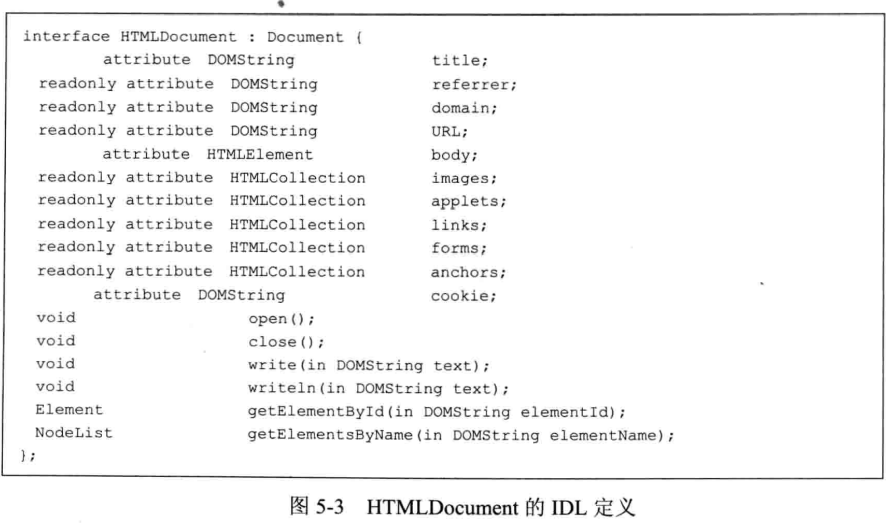 interface HTMLDocument : Document {
attribute DOMString title;
readonly attribute DOMString referrer;
readonly attribute DOMString domain;
readonly attribute DOMString URL;
attribute HTMLElement body;
readonly attribute HTMLCollection images;
readonly attribute HTMLCollection applets;
readonly attribute HTMLCollection links;
readonly attribute HTMLCollection forms;
readonly attribute HTMLCollection anchors;
attribute DOMString cookie;
void open();
void close();
void write(in DOMString text);
void writeln(in DOMString text);
Element getElementById(in DOMString elementId);
NodeList getElementsByName(in DOMString elementName);
};
图 5-3 HTMLDocument 的 IDL 定义